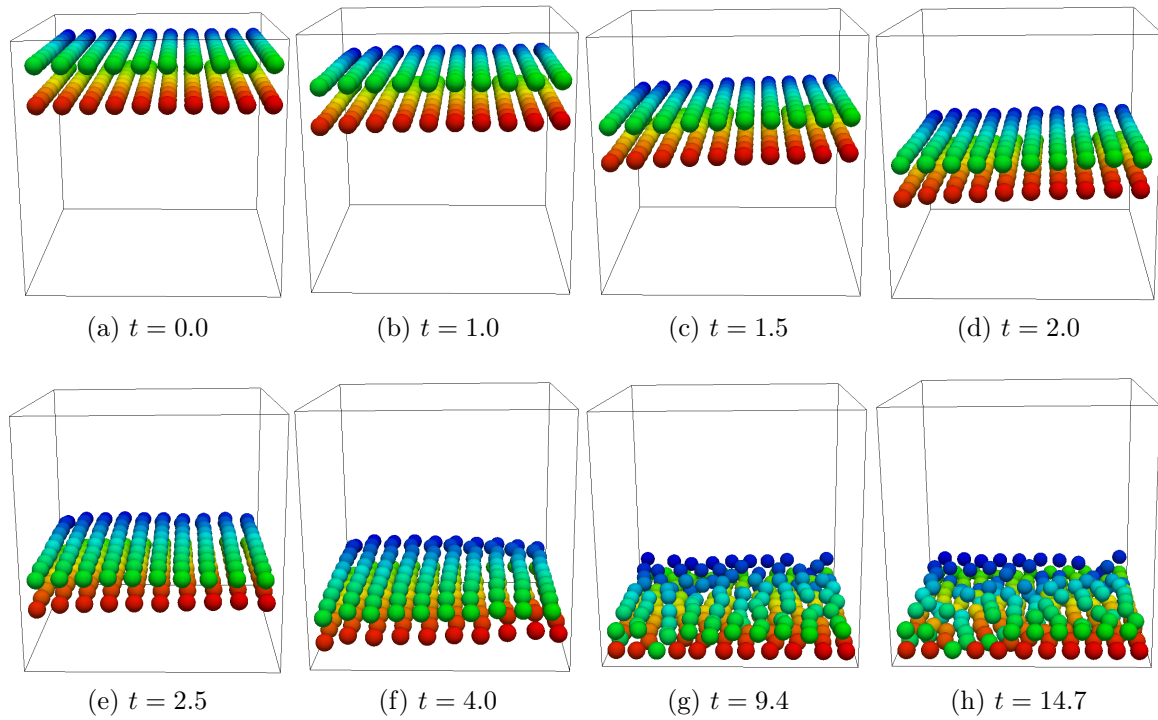 (a) t = 0.0
(b) t = 1.0
(c) t = 1.5
(d) t = 2.0
(e) t = 2.5
(f) t = 4.0
(g) t = 9.4
(h) t = 14.7